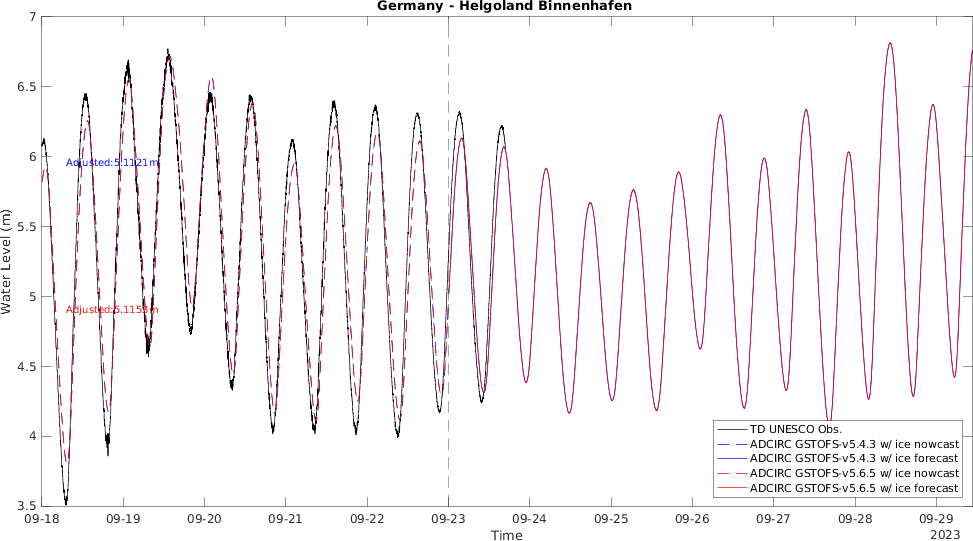 Germany - Helgoland Binnenhafen
7
6.5
6
5.5
5
4.5
4
3.5
Water Level (m)
Adjusted:5.1121m
Adjusted:5.1153m
TD UNESCO Obs.
ADCIRC GSTOFS-v5.4.3 w/ ice nowcast
ADCIRC GSTOFS-v5.4.3 w/ ice forecast
ADCIRC GSTOFS-v5.6.5 w/ ice nowcast
ADCIRC GSTOFS-v5.6.5 w/ ice forecast
09-18 09-19 09-20 09-21 09-22 09-23 09-24 09-25 09-26 09-27 09-28 09-29
Time
2023